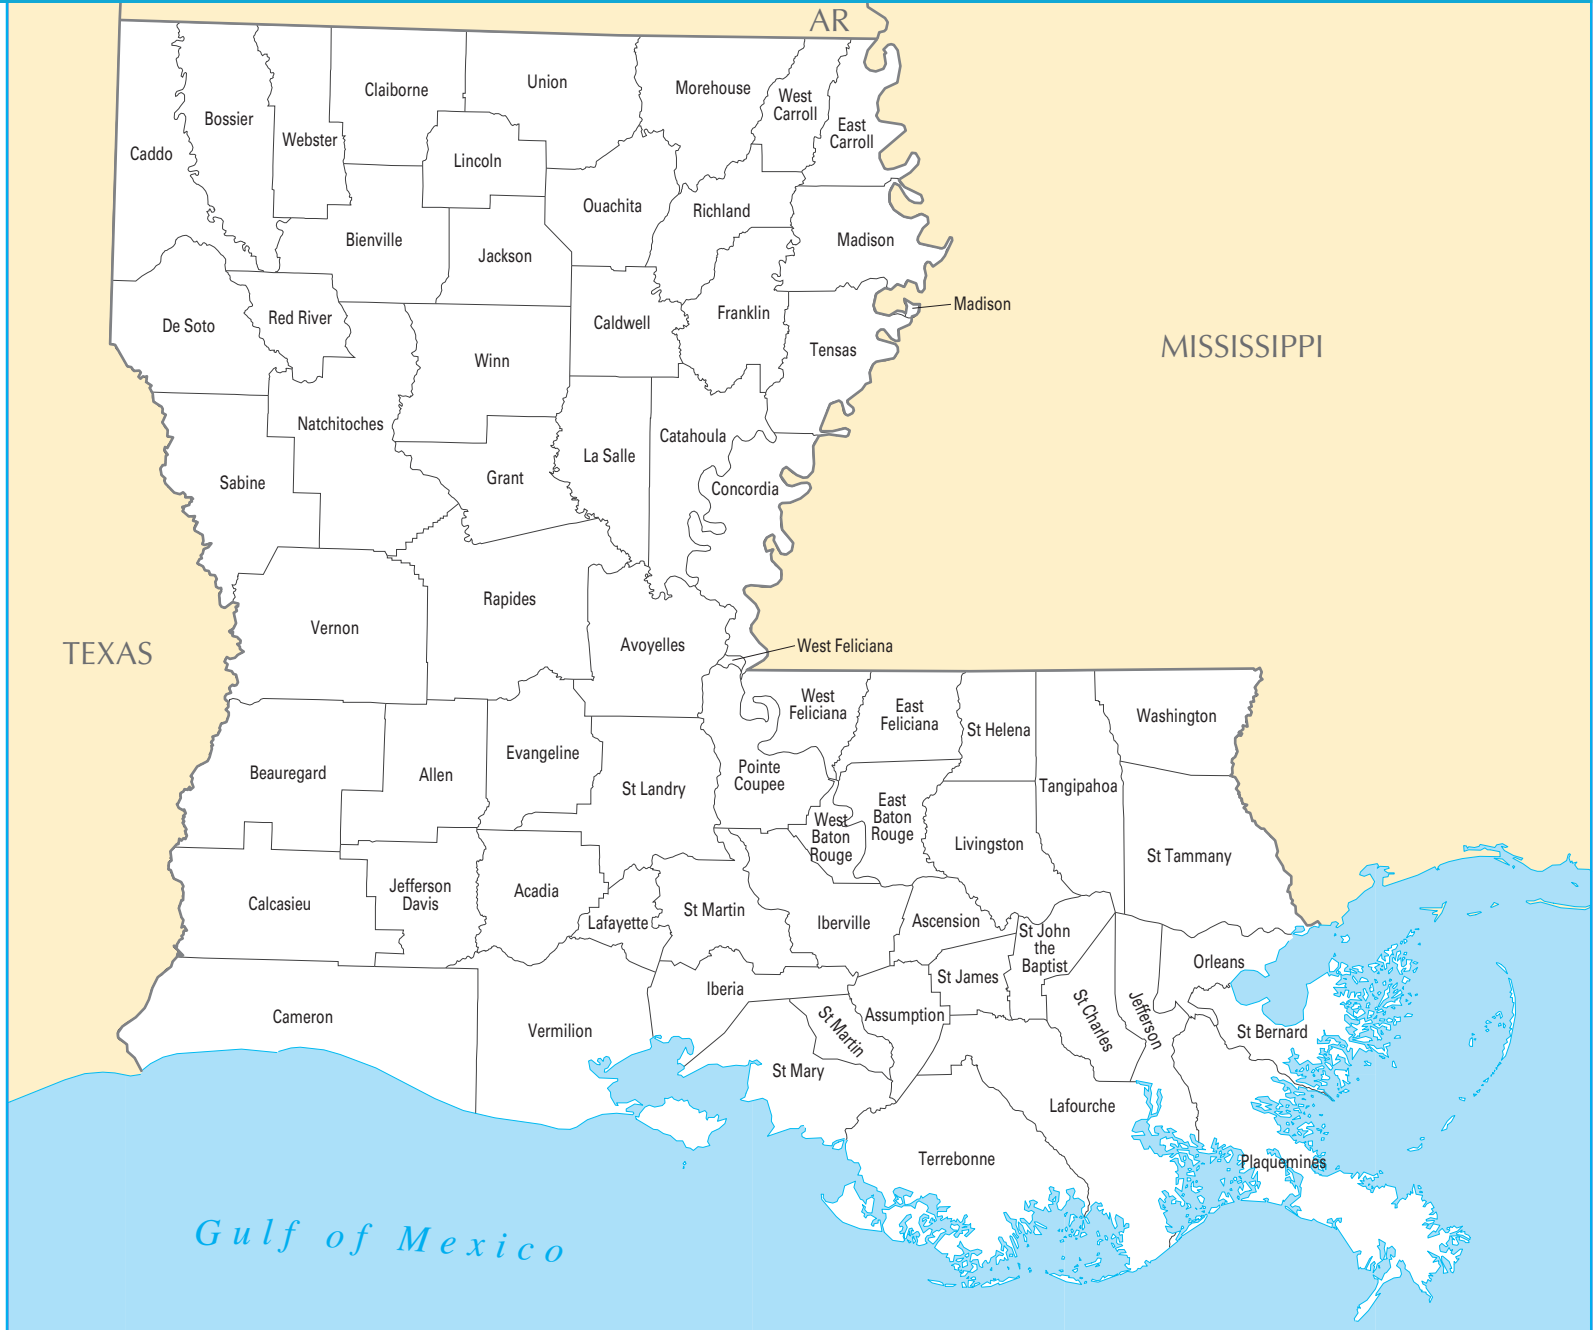 AR
Union
Claiborne
Morehouse
West
Carroll
Bossier
East
Carroll
Webster
Caddo
Lincoln
Ouachita
Richland
Bienville
Madison
Jackson
Madison
Red River
Franklin
De Soto
Caldwell
MISSISSIPPI
Tensas
Winn
Natchitoches
Catahoula
La Salle
Grant
Sabine
Concordia
Rapides
Vernon
Avoyelles
West Feliciana
TEXAS
West
Feliciana
East
Feliciana
Washington
St Helena
Evangeline
Beauregard
Allen
Pointe
Coupee
St Landry
Tangipahoa
East
Baton
Rouge
West
Baton
Rouge
Livingston
St Tammany
Jefferson
Davis
Acadia
Calcasieu
St Martin
Lafayette
Iberville
Ascension
St John
the
Baptist
Orleans
St James
Iberia
Assumption
Cameron
St Martin
St Charles
Jefferson
Vermilion
St Bernard
St Mary
Lafourche
Terrebonne
Plaquemines
Gulf of Mexico